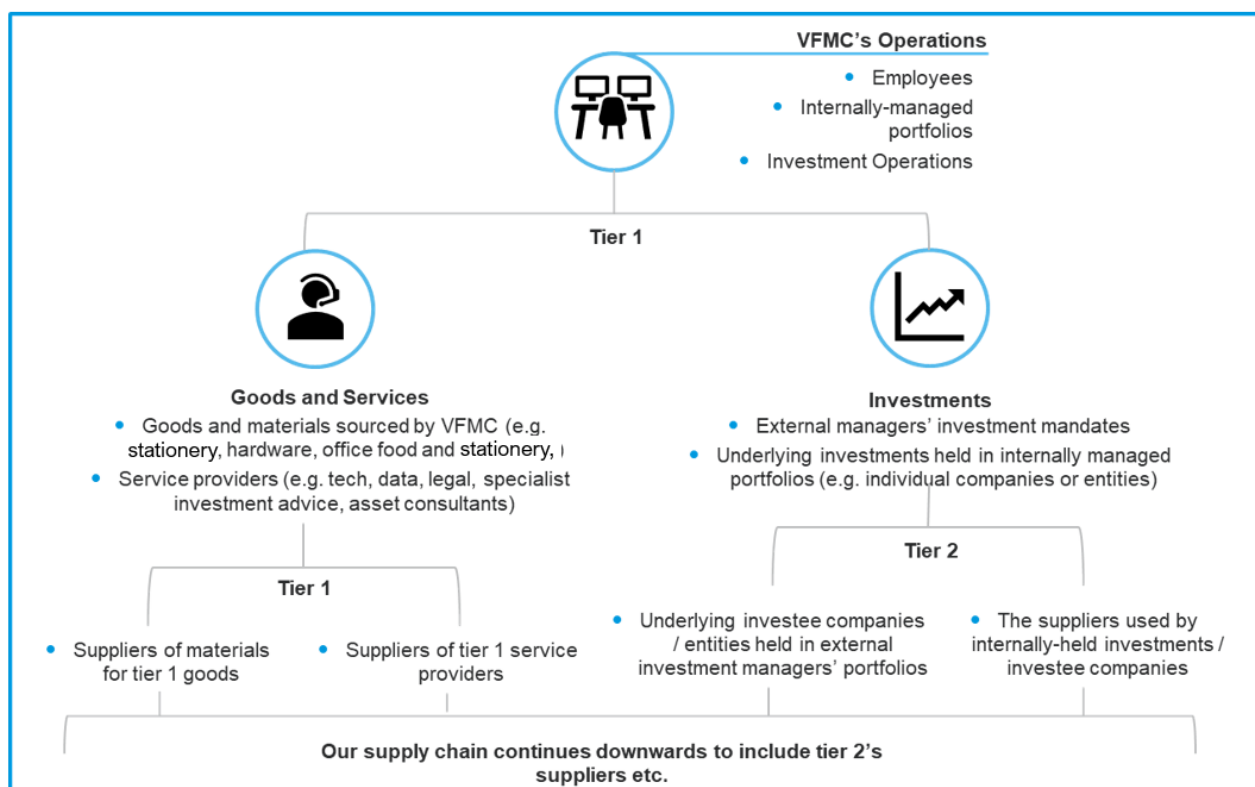 VFMC's Operations
• Employees
• Internally-managed
portfolios
• Investment Operations
Tier 1
Goods and Services
• Goods and materials sourced by VFMC (e.g.
stationery, hardware, office food and stationery, )
• Service providers (e.g. tech, data, legal, specialist
investment advice, asset consultants)
Investments
• External managers' investment mandates
• Underlying investments held in internally managed
portfolios (e.g. individual companies or entities)
Tier 1
• Suppliers of materials
for tier 1 goods
• Suppliers of tier 1 service
providers
Tier 2
• Underlying investee companies
/ entities held in external
investment managers' portfolios
• The suppliers used by
internally-held investments /
investee companies
Our supply chain continues downwards to include tier 2's
suppliers etc.